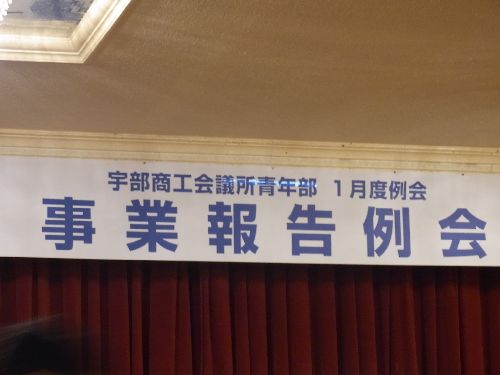 宇部商工会議所青年部 1月度例会
事業報告例会